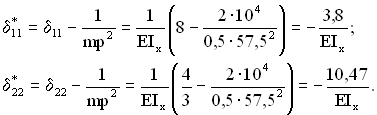 δ*₁₁ = δ₁₁ − 1/mp² = 1/EIₓ (8 − 2·10⁴/0,5·57,5²) = − 3,8/EIₓ;
δ*₂₂ = δ₂₂ − 1/mp² = 1/EIₓ (4/3 − 2·10⁴/0,5·57,5²) = − 10,47/EIₓ.